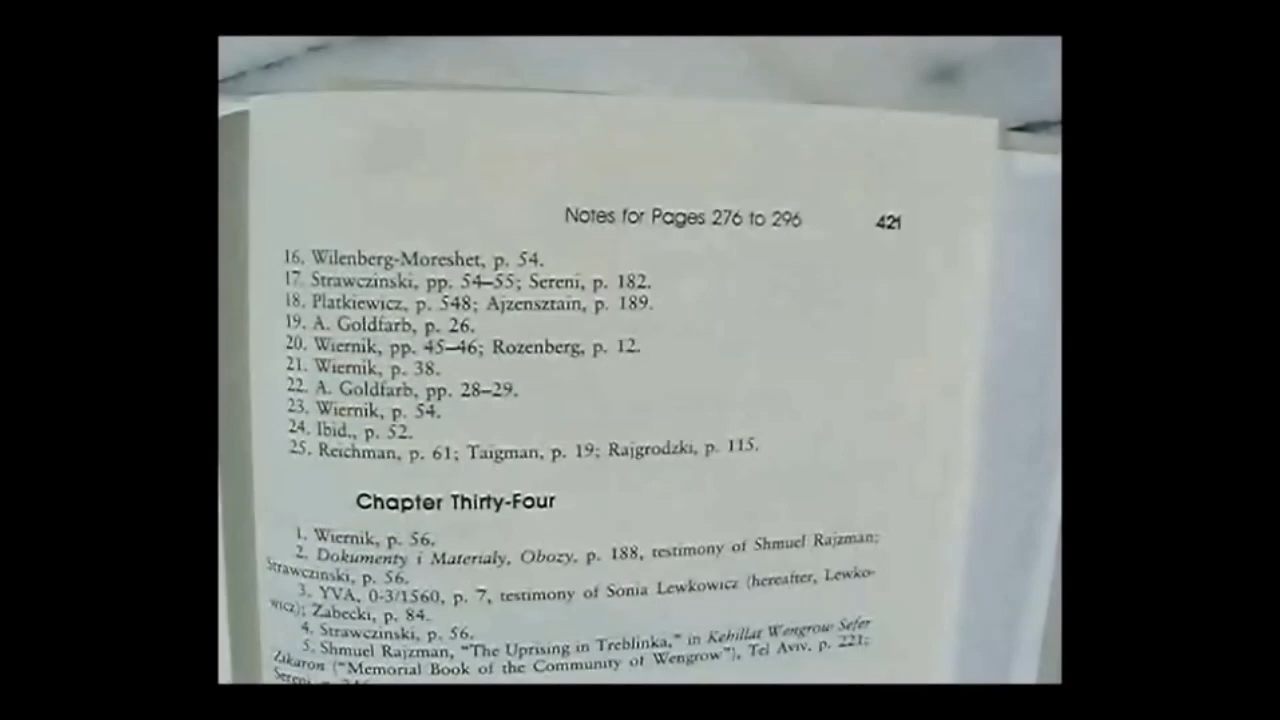 Notes for Pages 276 to 296 421
16. Wilenberg-Moreshet, p. 54.
17. Strawczinski, pp. 54–55; Sereni, p. 182.
18. Platkiewicz, p. 548; Ajzensztain, p. 189.
19. A. Goldfarb, p. 26.
20. Wiernik, pp. 45–46; Rozenberg, p. 12.
21. Wiernik, p. 38.
22. A. Goldfarb, pp. 28–29.
23. Wiernik, p. 54.
24. Ibid., p. 52.
25. Reichman, p. 61; Taigman, p. 19; Rajgrodzki, p. 115.
Chapter Thirty-Four
1. Wiernik, p. 56.
2. Dokumenty i Materialy, Obozy, p. 188, testimony of Shmuel Rajzman;
Strawczinski, p. 56.
3. YVA, 0-3/1560, p. 7, testimony of Sonia Lewkowicz (hereafter, Lewko-
wicz); Zabecki, p. 84.
4. Strawczinski, p. 56.
5. Shmuel Rajzman, "The Uprising in Treblinka," in Kehillat Wengrow Sefer
Zikaron ("Memorial Book of the Community of Wengrow"), Tel Aviv, p. 221;
Sereni, p.